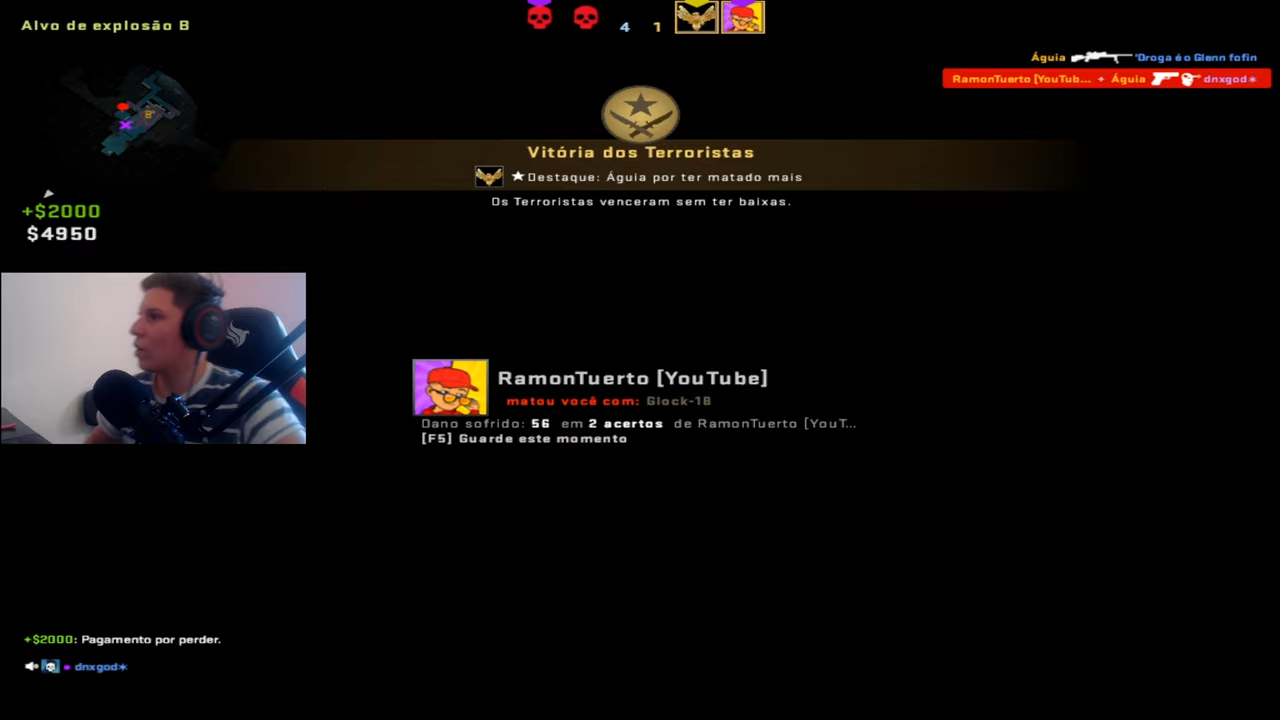 Alvo de explosão B
4 1
Águia 'Droga é o Glenn fofin
RamonTuerto [YouTub... + Águia dnxgod*
B
Vitória dos Terroristas
★Destaque: Águia por ter matado mais
Os Terroristas venceram sem ter baixas.
+$2000
$4950
RamonTuerto [YouTube]
matou você com: Glock-18
Dano sofrido: 56 em 2 acertos de RamonTuerto [YouT...
[F5] Guarde este momento
+$2000: Pagamento por perder.
dnxgod*